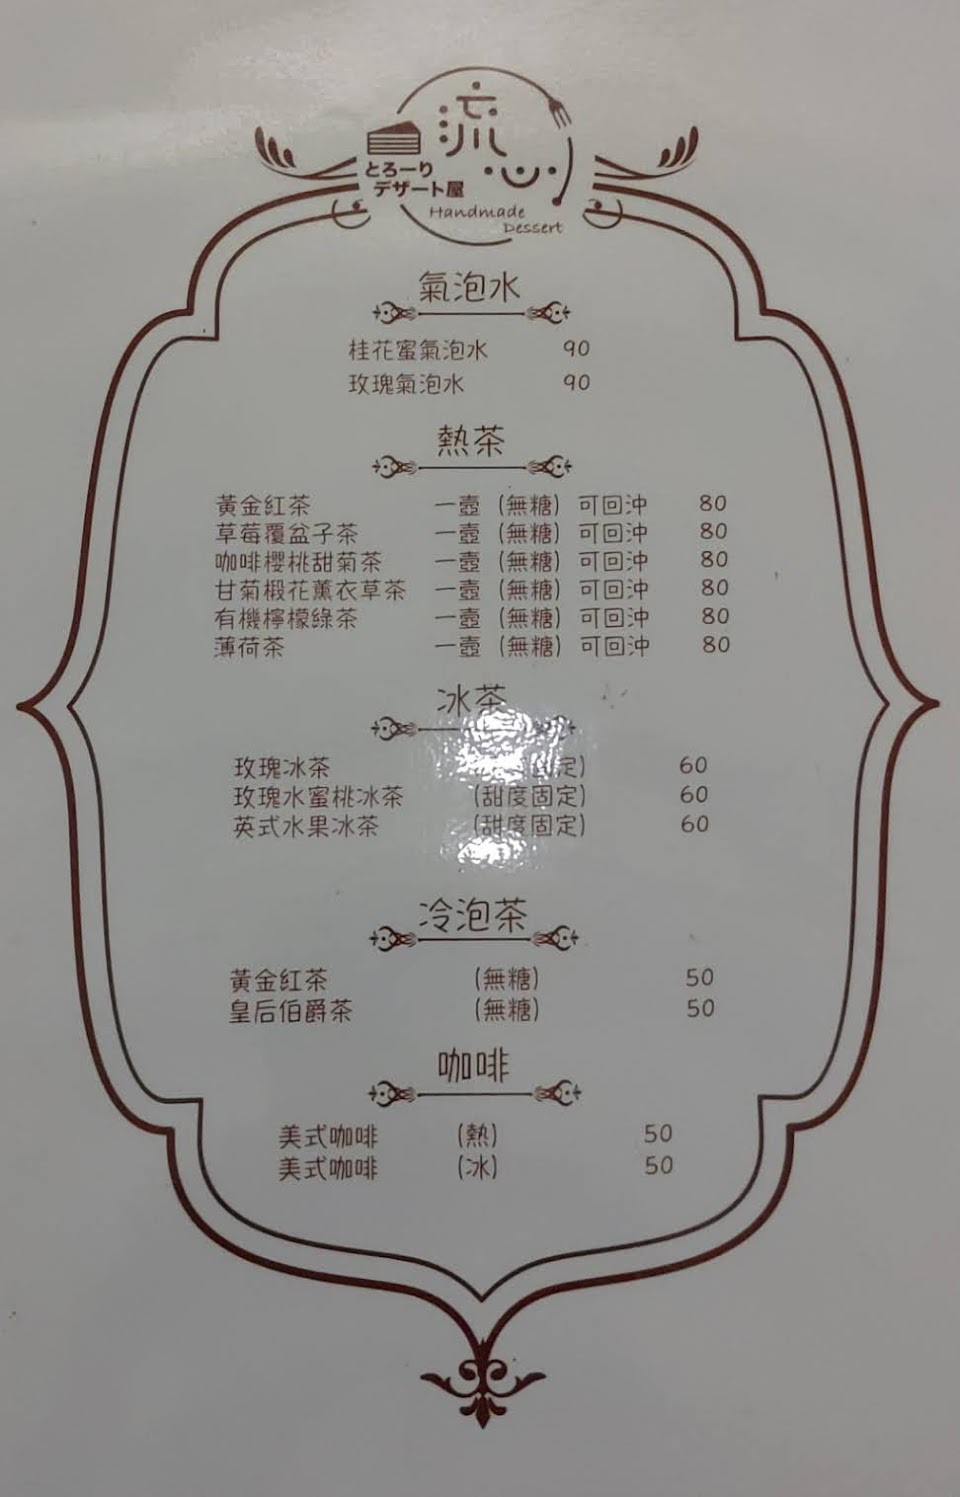 流心
とろーり
デザート屋
Handmade
Dessert
氣泡水
桂花蜜氣泡水 90
玫瑰氣泡水 90
熱茶
黃金紅茶 一壺 (無糖) 可回沖 80
草莓覆盆子茶 一壺 (無糖) 可回沖 80
咖啡櫻桃甜菊茶 一壺 (無糖) 可回沖 80
甘菊椴花薰衣草茶 一壺 (無糖) 可回沖 80
有機檸檬綠茶 一壺 (無糖) 可回沖 80
薄荷茶 一壺 (無糖) 可回沖 80
冰茶
玫瑰冰茶 固定) 60
玫瑰水蜜桃冰茶 (甜度固定) 60
英式水果冰茶 (甜度固定) 60
冷泡茶
黃金紅茶 (無糖) 50
皇后伯爵茶 (無糖) 50
咖啡
美式咖啡 (熱) 50
美式咖啡 (冰) 50